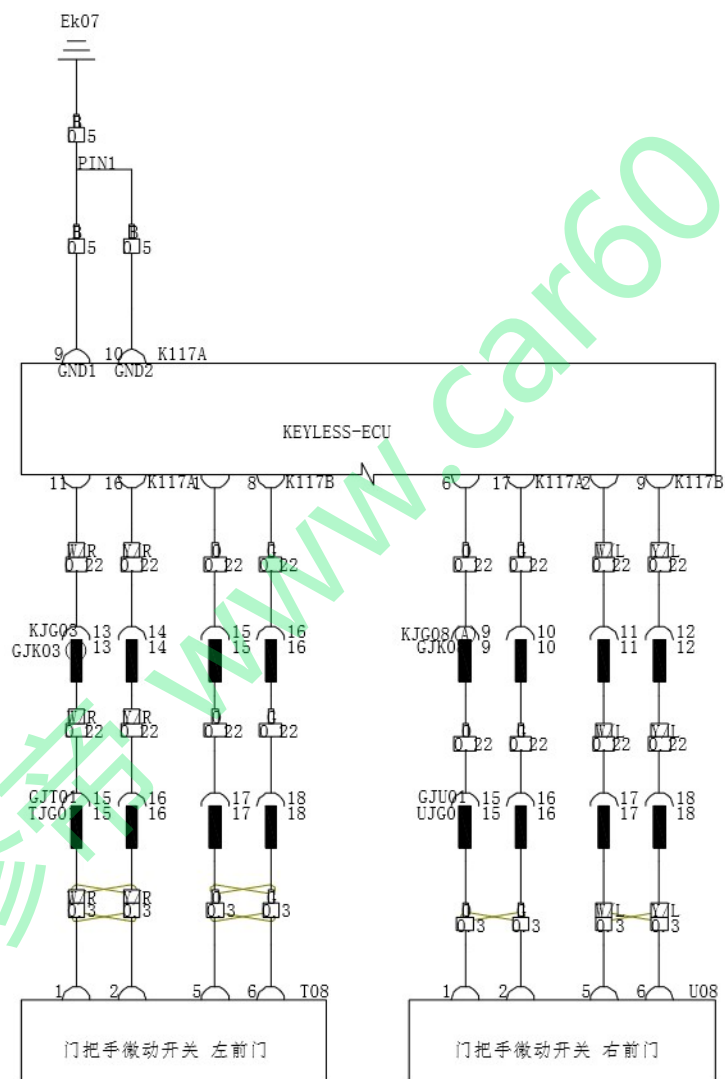 Ek07
B
0.5
PIN1
B
0.5
B
0.5
9 10 K117A
GND1 GND2
KEYLESS-ECU
11 16 K117A 1 8 K117B 6 17 K117A 2 9 K117B
W/R Y/R O G O G W/L Y/L
0.22 0.22 0.22 0.22 0.22 0.22 0.22 0.22
KJG03 13 14 15 16 KJG08(A) 9 10 11 12
13 14 15 16 9 10 11 12
W/R Y/R O G O G W/L Y/L
0.22 0.22 0.22 0.22 0.22 0.22 0.22 0.22
GJT01 15 16 17 18 GJU01 15 16 17 18
15 16 17 18 15 16 17 18
W/R Y/R O G O G W/L Y/L
0.3 0.3 0.3 0.3 0.3 0.3 0.3 0.3
1 2 5 6 T08 1 2 5 6 U08
门把手微动开关 左前门 门把手微动开关 右前门
帝 www.car60